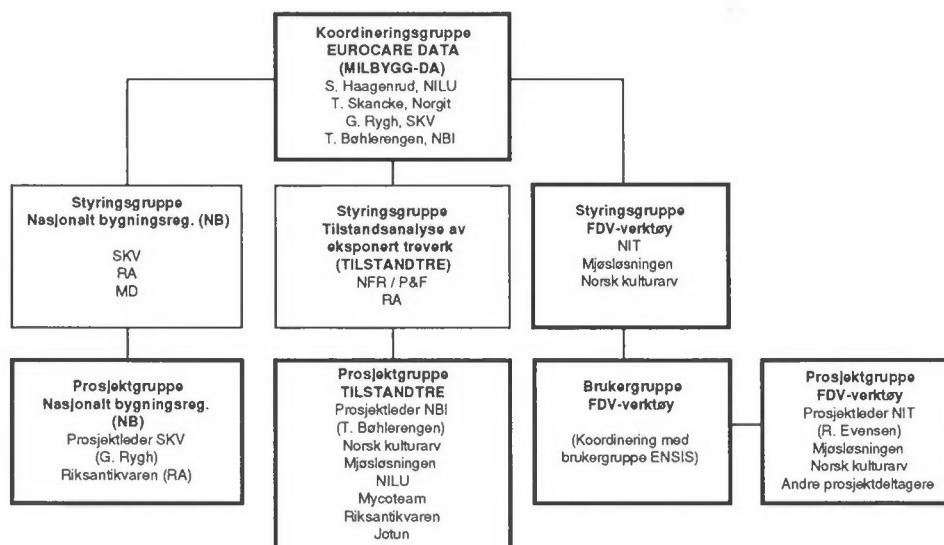 Koordineringsgruppe
EUROCARE DATA
(MILBYGG-DA)
S. Haagenrud, NILU
T. Skancke, Norgit
G. Rygh, SKV
T. Bøhlerengen, NBI
Styringsgruppe
Nasjonalt bygningsreg. (NB)
SKV
RA
MD
Styringsgruppe
Tilstandsanalyse av
eksponert treverk
(TILSTANDTRE)
NFR / P&F
RA
Styringsgruppe
FDV-verktøy
NIT
Mjøsløsningen
Norsk kulturarv
Prosjektgruppe
Nasjonalt bygningsreg.
(NB)
Prosjektleder SKV
(G. Rygh)
Riksantikvaren (RA)
Prosjektgruppe
TILSTANDTRE
Prosjektleder NBI
(T. Bøhlerengen)
Norsk kulturarv
Mjøsløsningen
NILU
Mycoteam
Riksantikvaren
Jotun
Brukergruppe
FDV-verktøy
(Koordinering med
brukergruppe ENSIS)
Prosjektgruppe
FDV-verktøy
Prosjektleder NIT
(R. Evensen)
Mjøsløsningen
Norsk kulturarv
Andre prosjektdeltagere